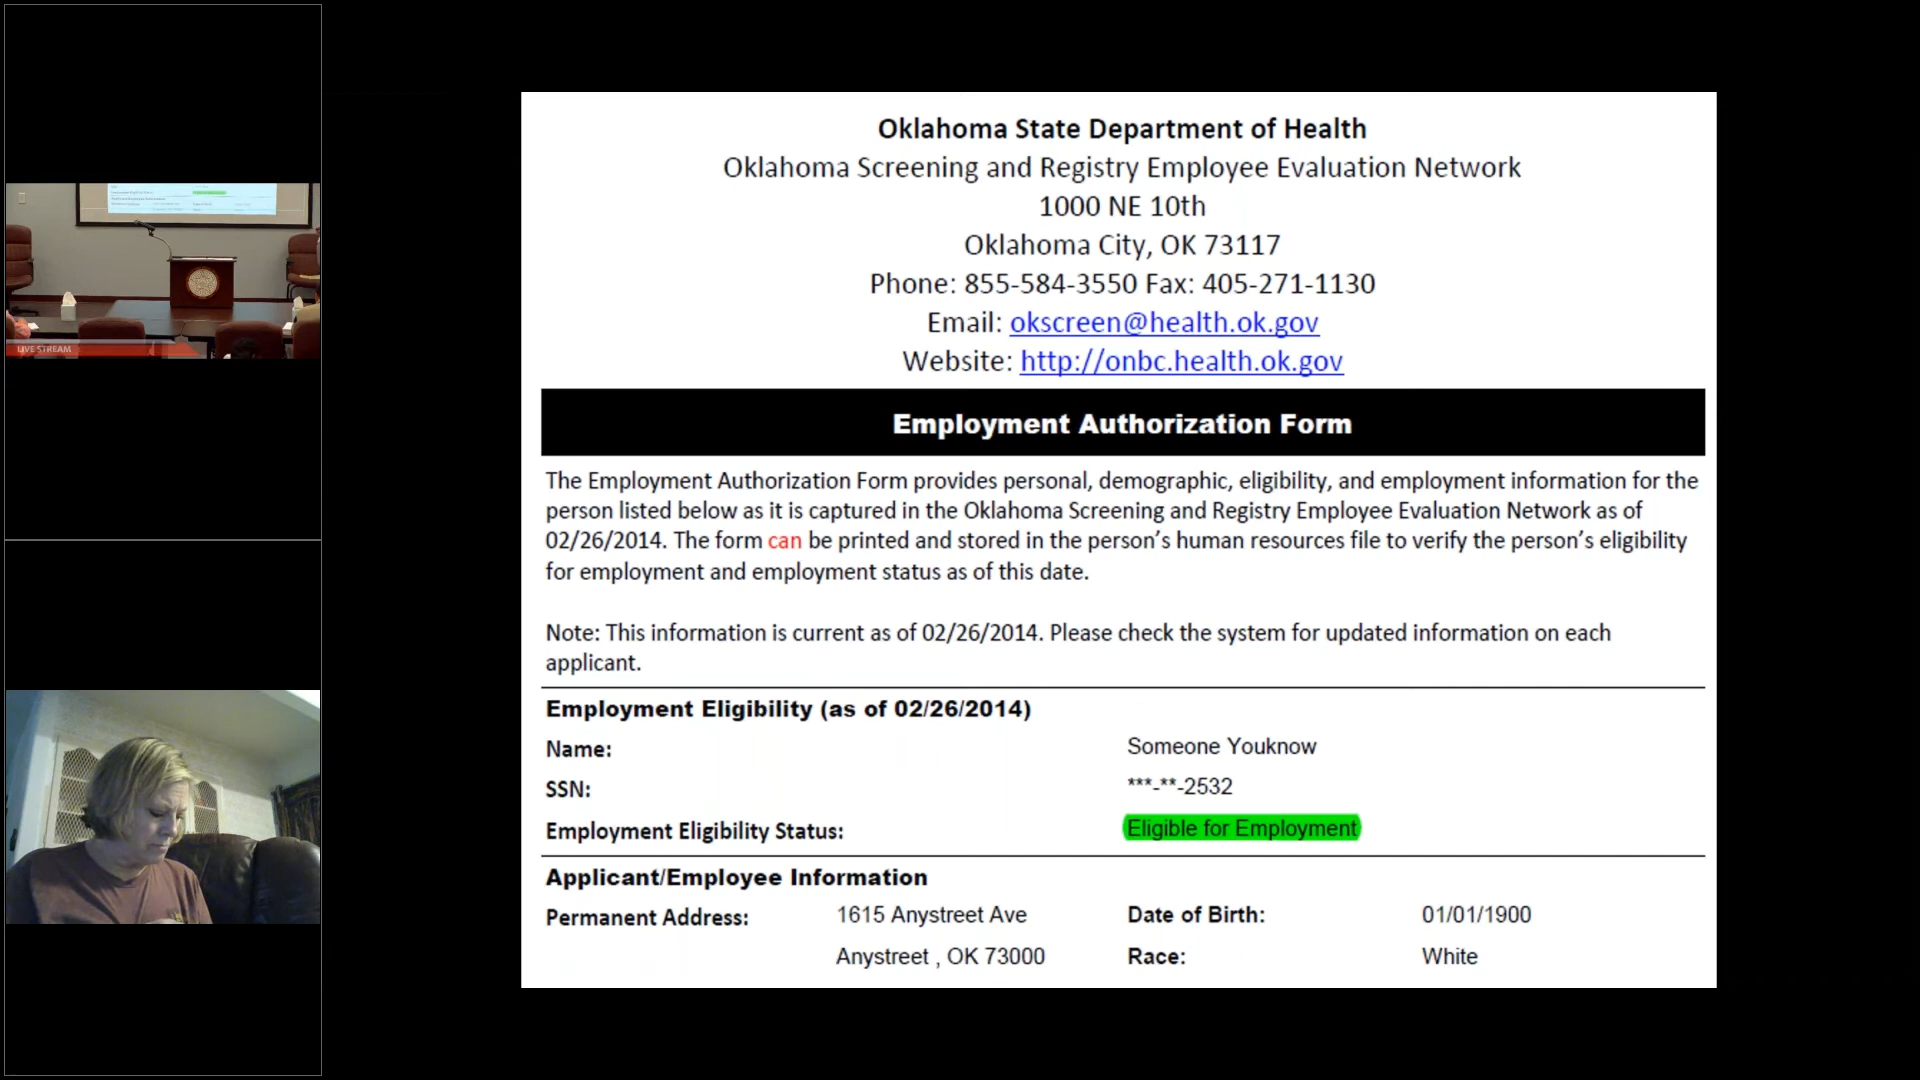 LIVE STREAM
Oklahoma State Department of Health
Oklahoma Screening and Registry Employee Evaluation Network
1000 NE 10th
Oklahoma City, OK 73117
Phone: 855-584-3550 Fax: 405-271-1130
Email: okscreen@health.ok.gov
Website: http://onbc.health.ok.gov
Employment Authorization Form
The Employment Authorization Form provides personal, demographic, eligibility, and employment information for the
person listed below as it is captured in the Oklahoma Screening and Registry Employee Evaluation Network as of
02/26/2014. The form can be printed and stored in the person’s human resources file to verify the person’s eligibility
for employment and employment status as of this date.
Note: This information is current as of 02/26/2014. Please check the system for updated information on each
applicant.
Employment Eligibility (as of 02/26/2014)
Name: Someone Youknow
SSN: ***-**-2532
Employment Eligibility Status: Eligible for Employment
Applicant/Employee Information
Permanent Address: 1615 Anystreet Ave Date of Birth: 01/01/1900
Anystreet , OK 73000 Race: White